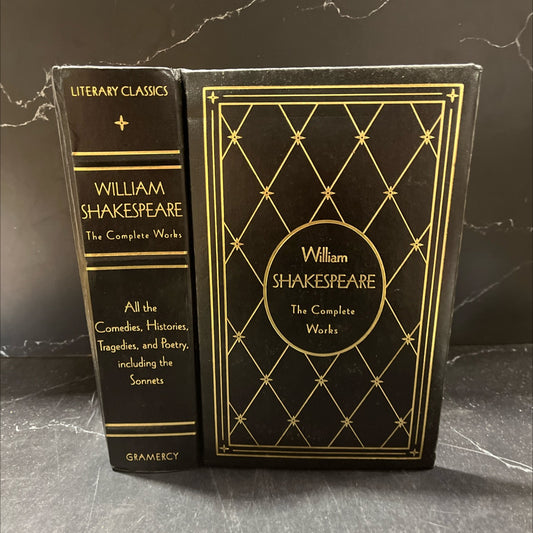 LITERARY CLASSICS
WILLIAM
SHAKESPEARE
The Complete Works
All the
Comedies, Histories,
Tragedies, and Poetry,
including the
Sonnets
GRAMERCY
William
SHAKESPEARE
The Complete
Works